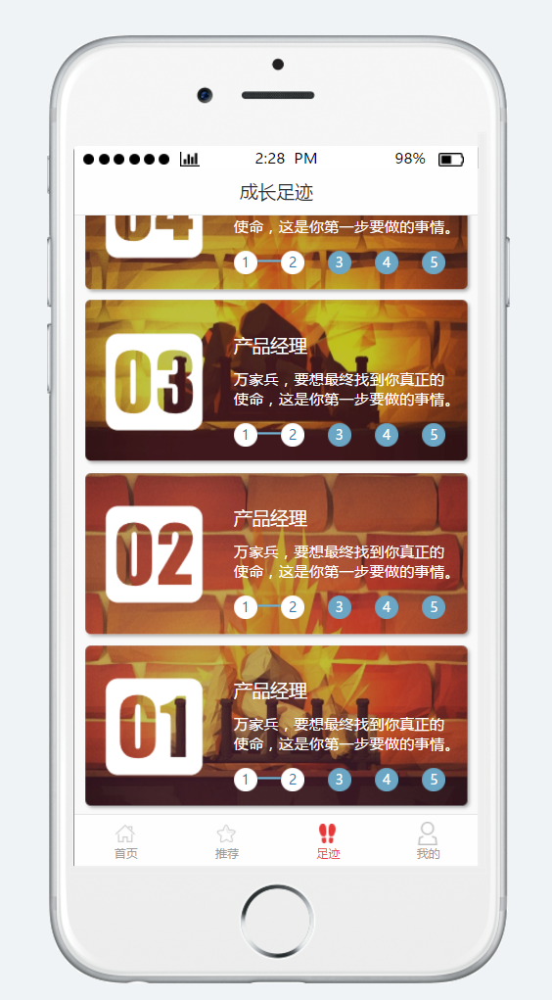 2:28 PM 98%
成长足迹
04
使命，这是你第一步要做的事情。
1 2 3 4 5
03
产品经理
万家兵，要想最终找到你真正的
使命，这是你第一步要做的事情。
1 2 3 4 5
02
产品经理
万家兵，要想最终找到你真正的
使命，这是你第一步要做的事情。
1 2 3 4 5
01
产品经理
万家兵，要想最终找到你真正的
使命，这是你第一步要做的事情。
1 2 3 4 5
首页 推荐 足迹 我的